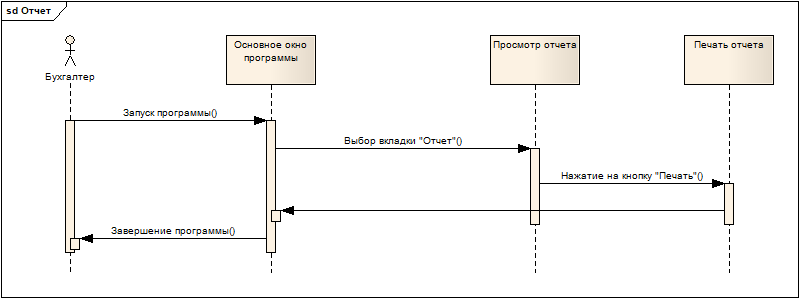 sd Отчет
Бухгалтер
Основное окно
программы
Просмотр отчета
Печать отчета
Запуск программы()
Выбор вкладки "Отчет"()
Нажатие на кнопку "Печать"()
Завершение программы()